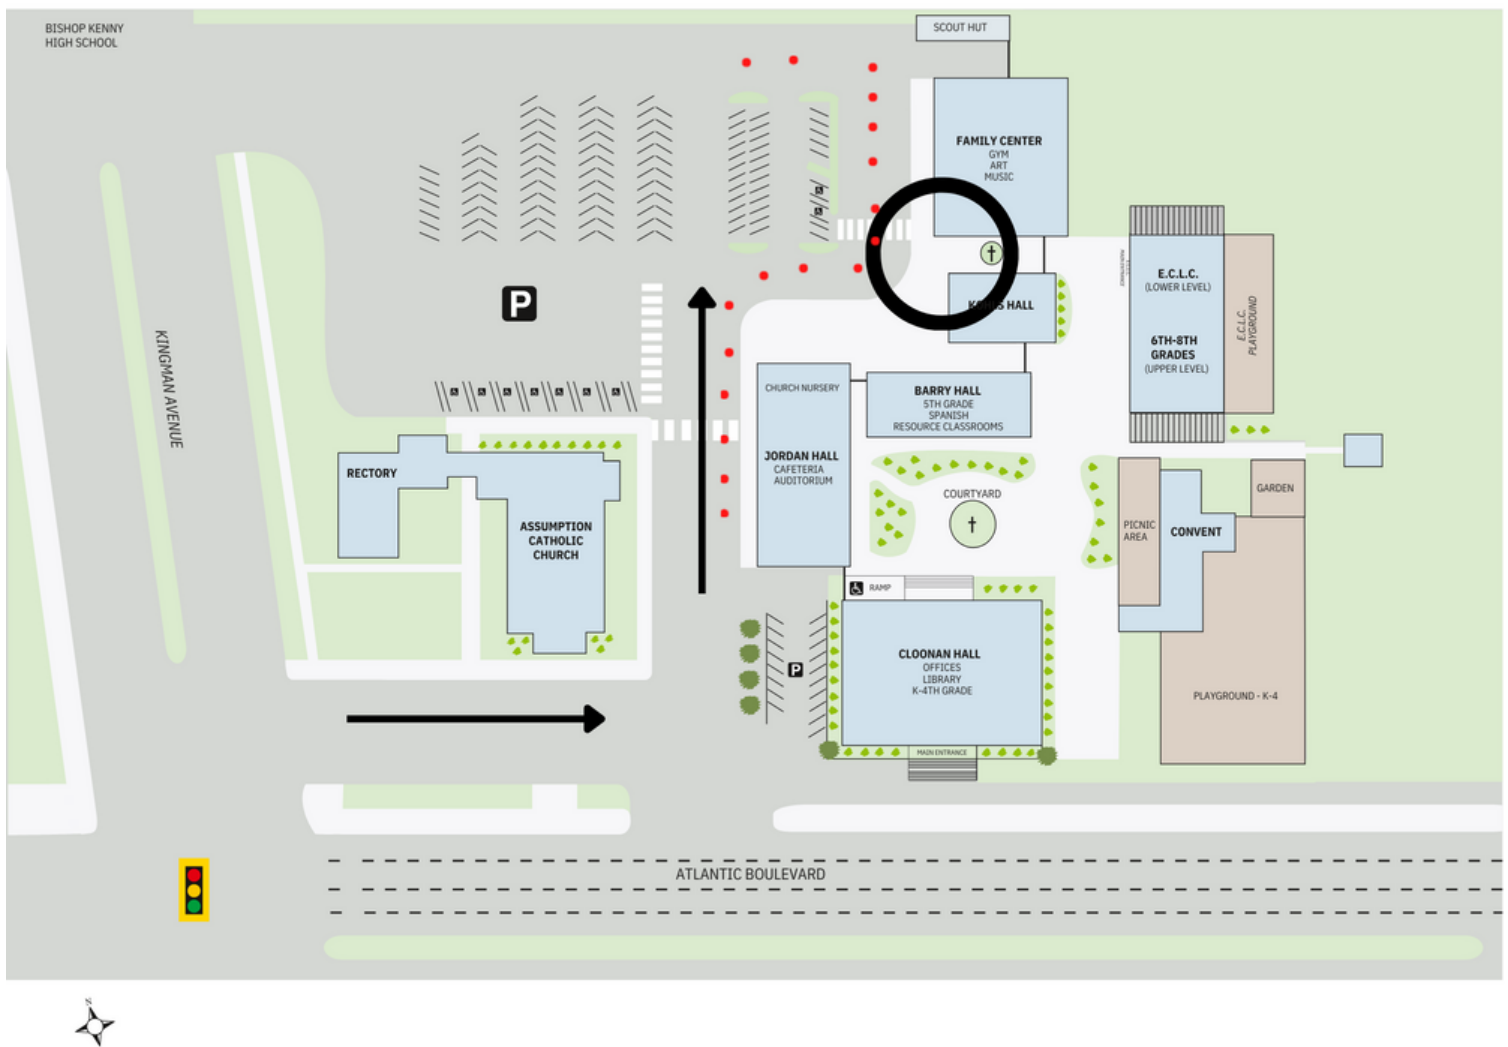 BISHOP KENNY
HIGH SCHOOL
SCOUT HUT
FAMILY CENTER
GYM
ART
MUSIC
P
HALL
E.C.L.C.
(LOWER LEVEL)
6TH-8TH
GRADES
(UPPER LEVEL)
E.C.L.C.
PLAYGROUND
KINGMAN AVENUE
CHURCH NURSERY
JORDAN HALL
CAFETERIA
AUDITORIUM
BARRY HALL
5TH GRADE
SPANISH
RESOURCE CLASSROOMS
RECTORY
ASSUMPTION
CATHOLIC
CHURCH
COURTYARD
PICNIC
AREA
CONVENT
GARDEN
RAMP
P
CLOONAN HALL
OFFICES
LIBRARY
K-4TH GRADE
MAIN ENTRANCE
PLAYGROUND - K-4
ATLANTIC BOULEVARD
N